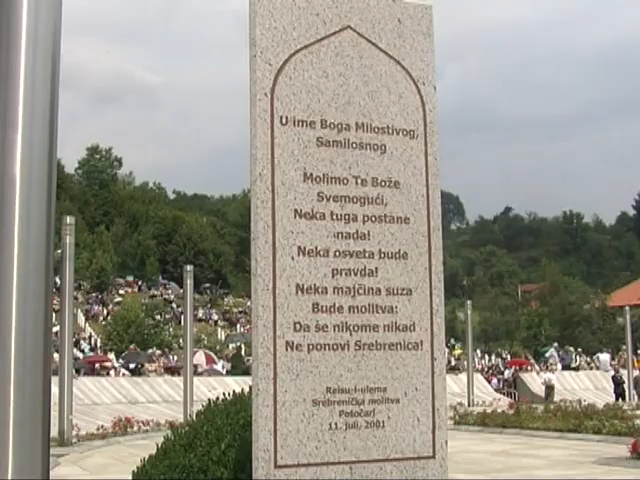 U ime Boga Milostivog,
Samilosnog
Molimo Te Bože
Svemogući,
Neka tuga postane
nada!
Neka osveta bude
pravda!
Neka majčina suza
Bude molitva:
Da še nikome nikad
Ne ponovi Srebrenica!
Reisu-l-ulema
Srebrenička molitva
Potočari
11. juli, 2001